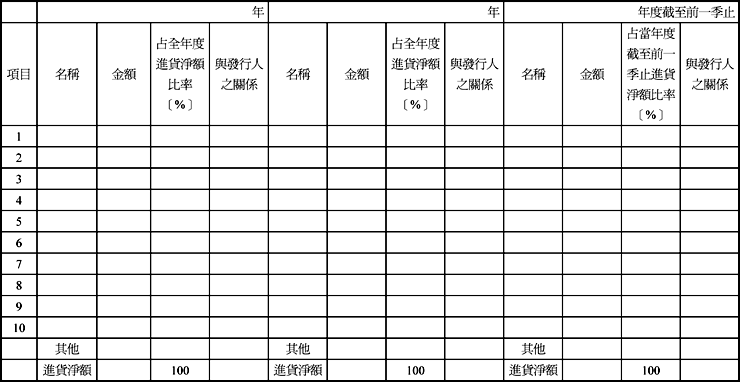 年 年 年度截至前一季止
項目 名稱 金額 占全年度進貨淨額比率〔%〕 與發行人之關係 名稱 金額 占全年度進貨淨額比率〔%〕 與發行人之關係 名稱 金額 占當年度截至前一季止進貨淨額比率〔%〕 與發行人之關係
1
2
3
4
5
6
7
8
9
10
其他 其他 其他
進貨淨額 100 進貨淨額 100 進貨淨額 100